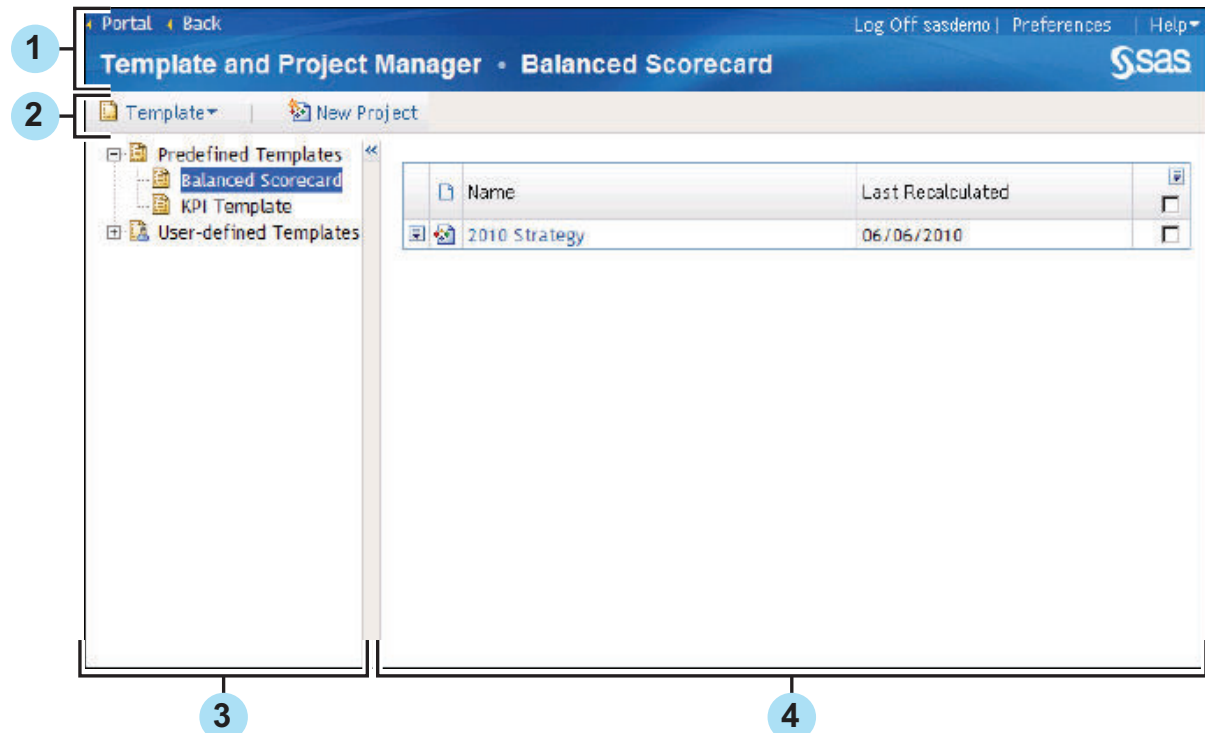 Portal Back Log Off sasdemo | Preferences | Help
1
Template and Project Manager • Balanced Scorecard sas
2 Template | New Project
Predefined Templates «
Balanced Scorecard
KPI Template
User-defined Templates
Name Last Recalculated
2010 Strategy 06/06/2010
3 4